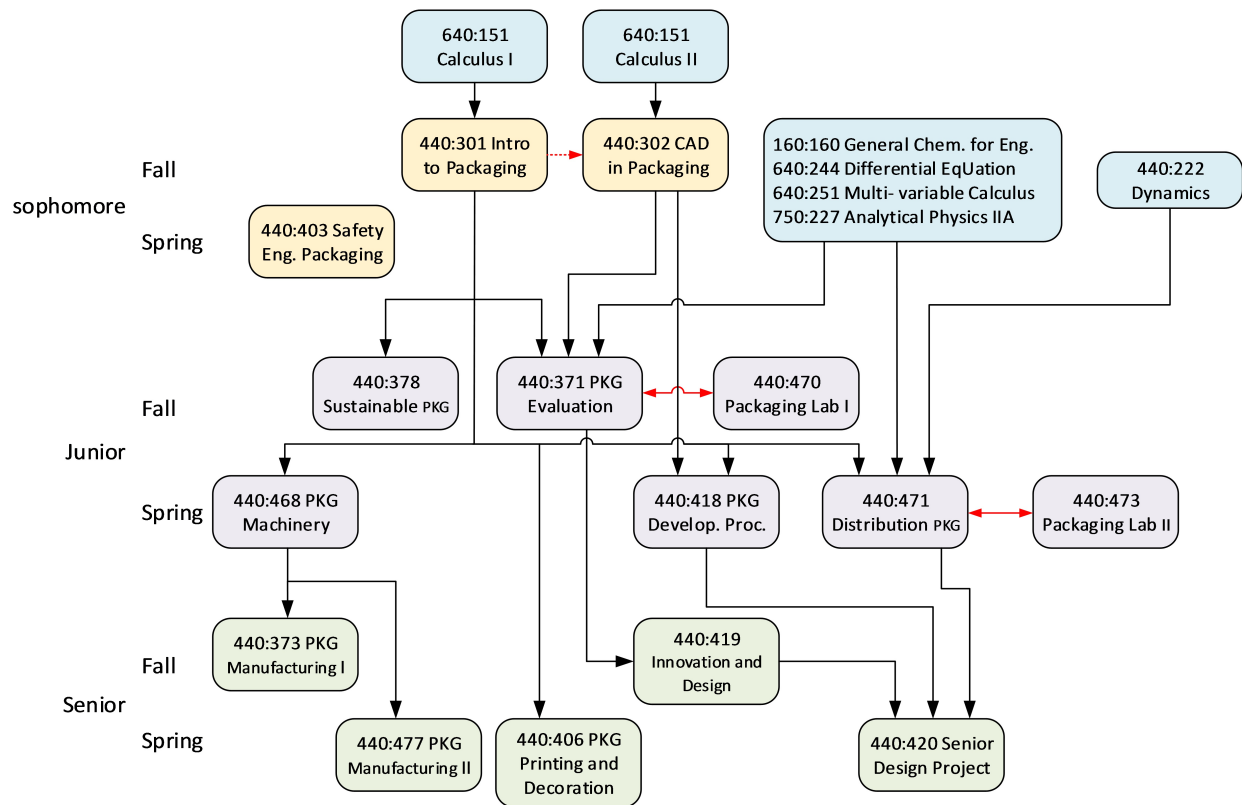 640:151
Calculus I
640:151
Calculus II
440:301 Intro
to Packaging
440:302 CAD
in Packaging
160:160 General Chem. for Eng.
640:244 Differential EqUation
640:251 Multi- variable Calculus
750:227 Analytical Physics IIA
440:222
Dynamics
Fall
sophomore
Spring
440:403 Safety
Eng. Packaging
440:378
Sustainable PKG
440:371 PKG
Evaluation
440:470
Packaging Lab I
Fall
Junior
Spring
440:468 PKG
Machinery
440:418 PKG
Develop. Proc.
440:471
Distribution PKG
440:473
Packaging Lab II
440:373 PKG
Manufacturing I
440:419
Innovation and
Design
Fall
Senior
Spring
440:477 PKG
Manufacturing II
440:406 PKG
Printing and
Decoration
440:420 Senior
Design Project